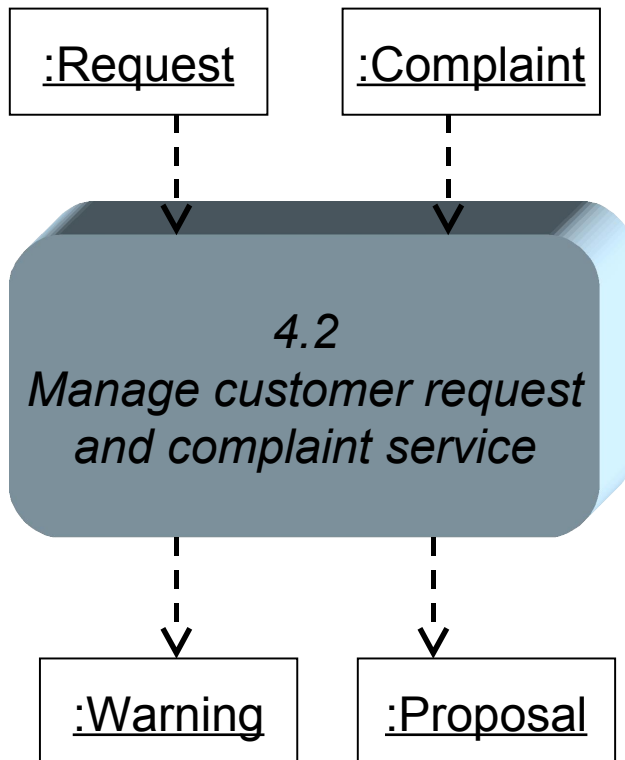 :Request
:Complaint
4.2
Manage customer request
and complaint service
:Warning
:Proposal